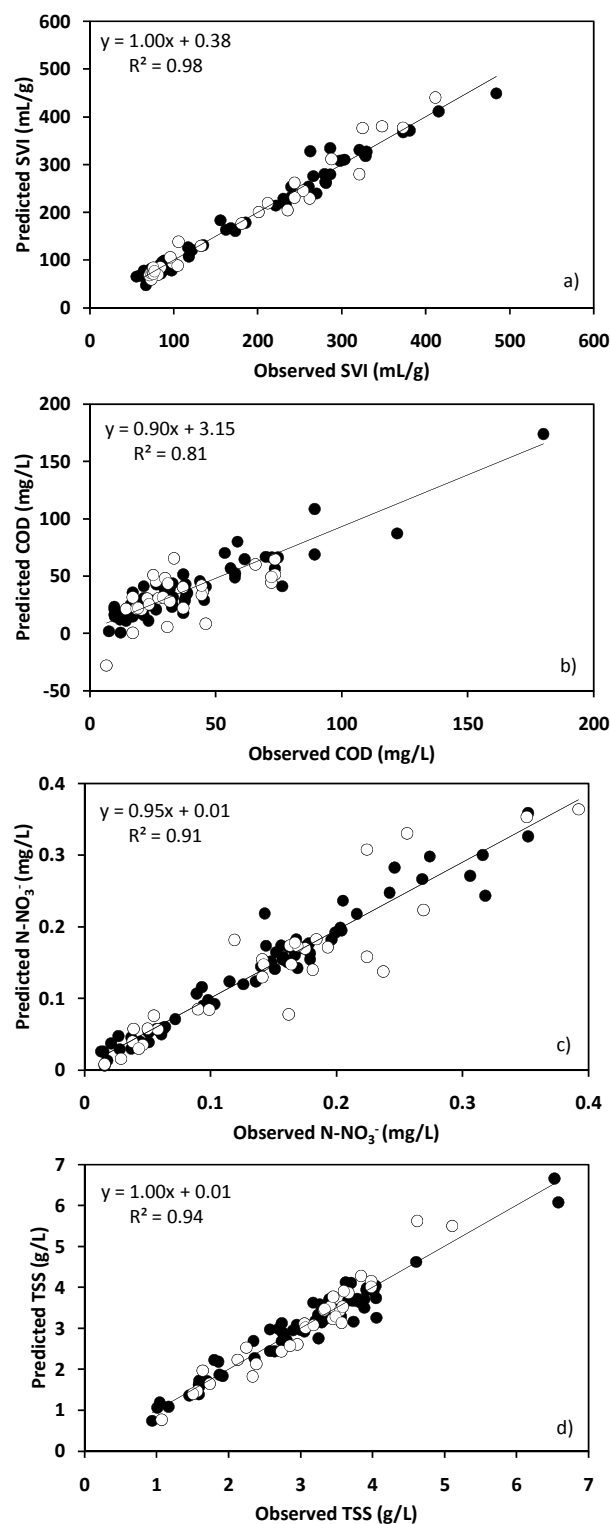 600
500
400
300
200
100
0
y = 1.00x + 0.38
R² = 0.98
Predicted SVI (mL/g)
a)
0 100 200 300 400 500 600
Observed SVI (mL/g)
200
150
100
50
0
-50
y = 0.90x + 3.15
R² = 0.81
Predicted COD (mg/L)
b)
0 50 100 150 200
Observed COD (mg/L)
0.4
0.3
0.2
0.1
0
y = 0.95x + 0.01
R² = 0.91
Predicted N-NO₃⁻ (mg/L)
c)
0 0.1 0.2 0.3 0.4
Observed N-NO₃⁻ (mg/L)
7
6
5
4
3
2
1
0
y = 1.00x + 0.01
R² = 0.94
Predicted TSS (g/L)
d)
0 1 2 3 4 5 6 7
Observed TSS (g/L)